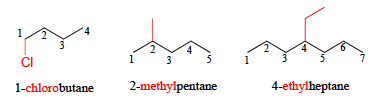 1 2 3 4
Cl
1-chlorobutane
1 2 3 4 5
2-methylpentane
1 2 3 4 5 6 7
4-ethylheptane